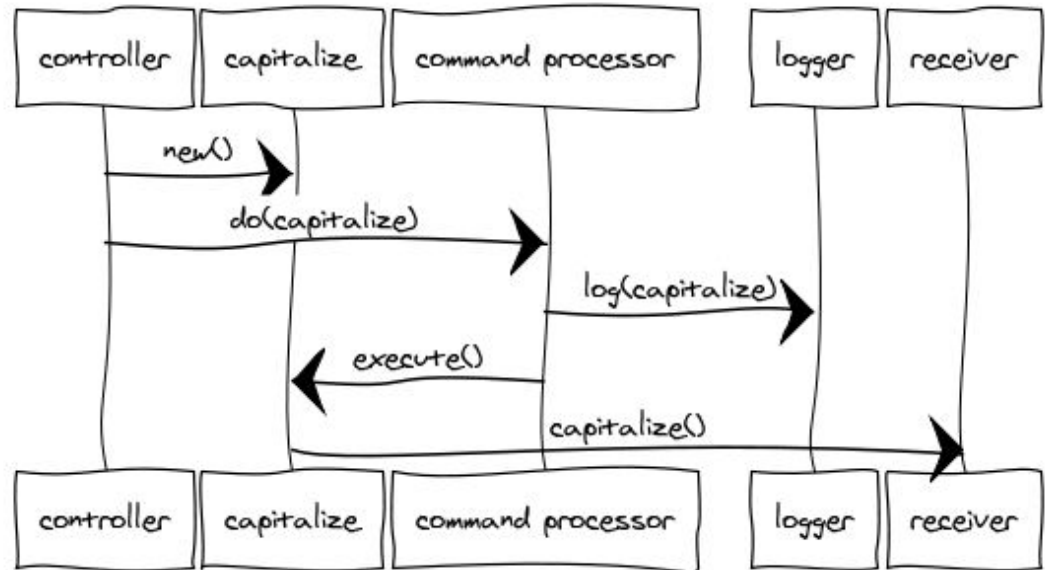 controller capitalize command processor logger receiver
new()
do(capitalize)
log(capitalize)
execute()
capitalize()
controller capitalize command processor logger receiver